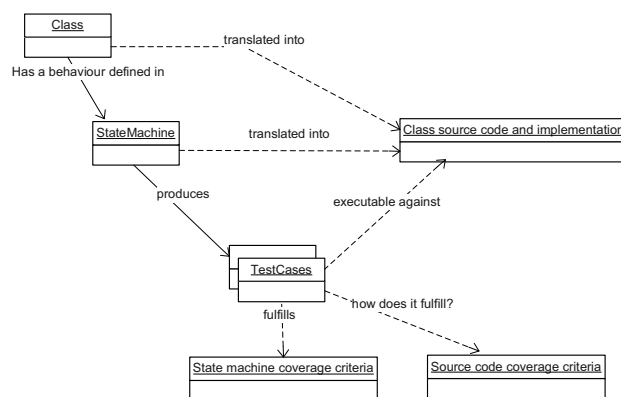 Class
translated into
Has a behaviour defined in
StateMachine
translated into
Class source code and implementation
produces
executable against
TestCases
fulfills
how does it fulfill?
State machine coverage criteria
Source code coverage criteria